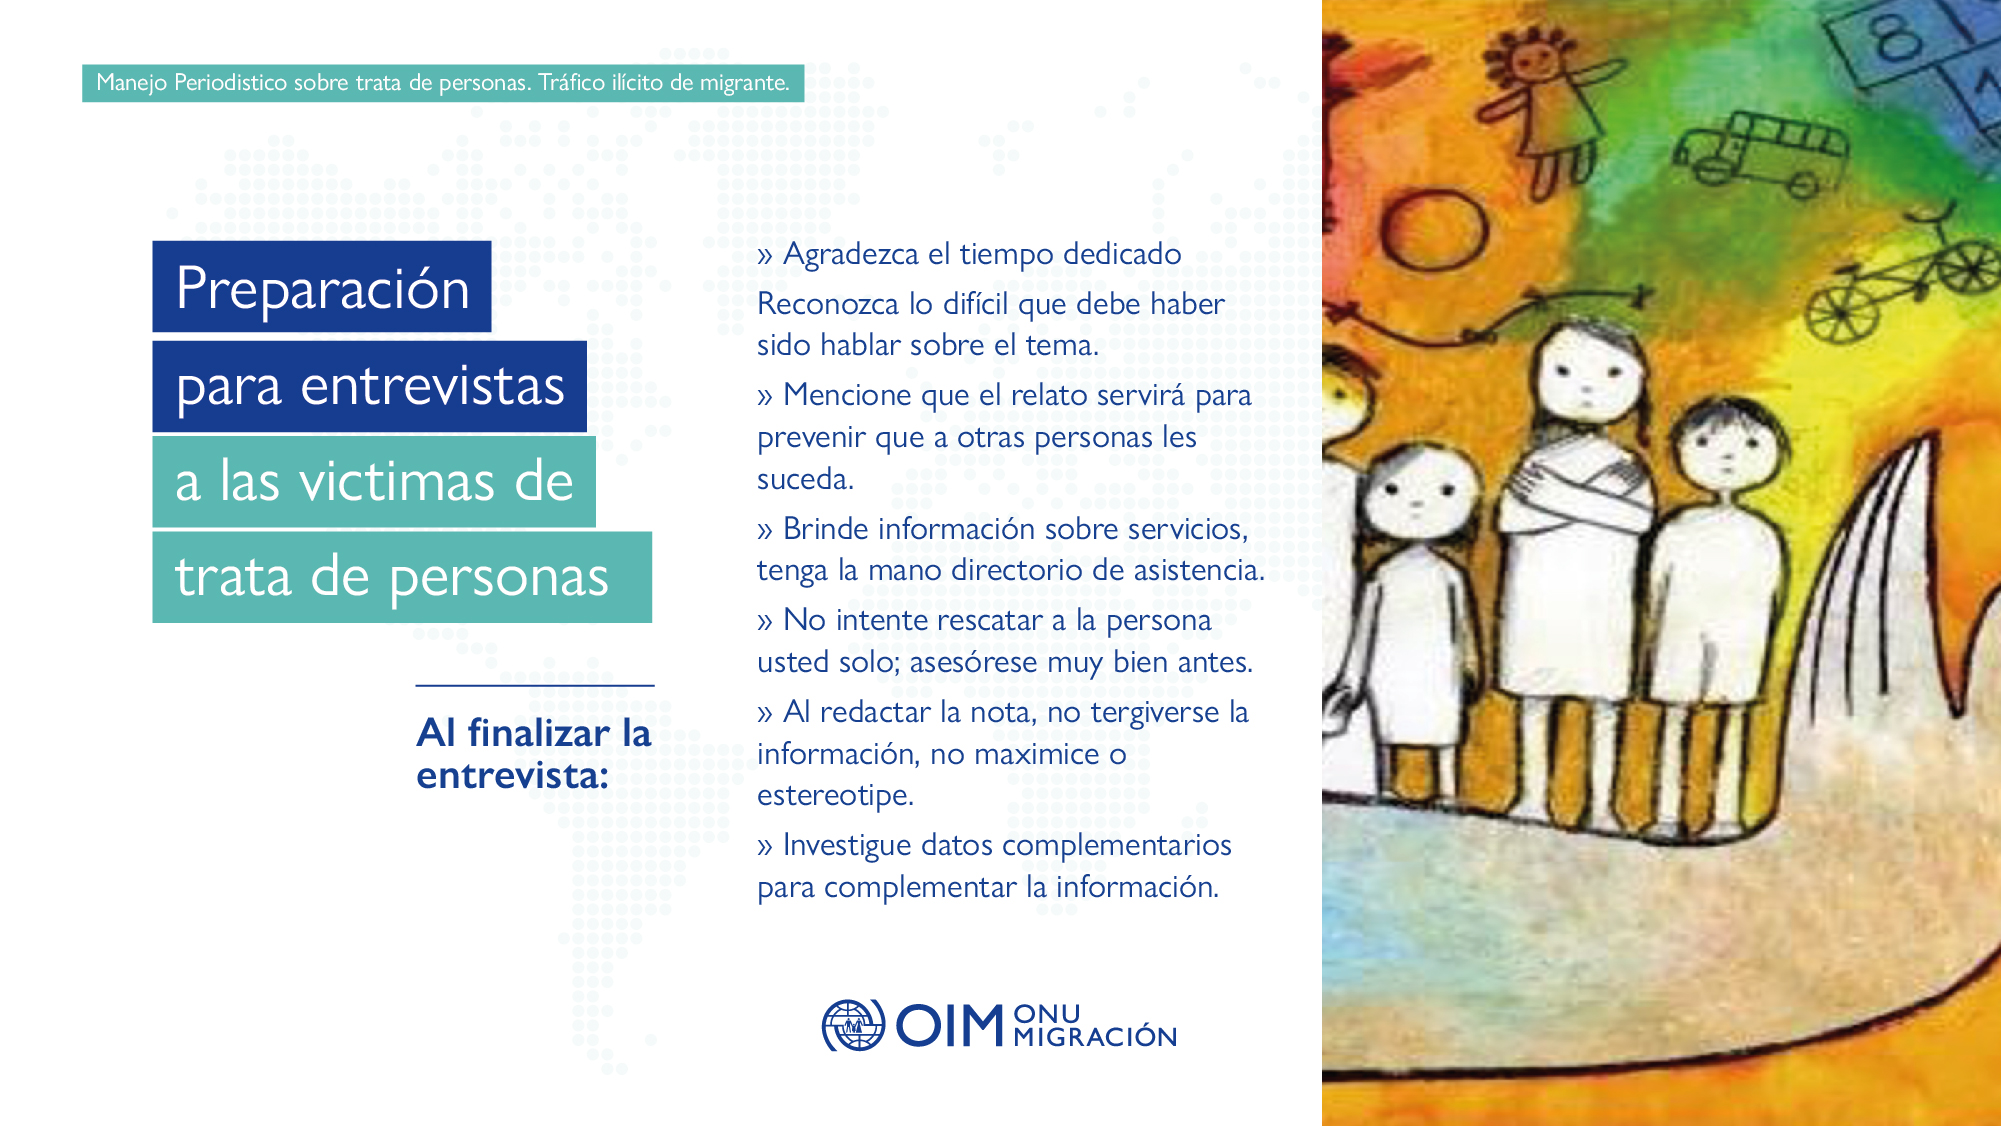 Manejo Periodistico sobre trata de personas. Tráfico ilícito de migrante.
Preparación
para entrevistas
a las victimas de
trata de personas
Al finalizar la
entrevista:
» Agradezca el tiempo dedicado
Reconozca lo difícil que debe haber
sido hablar sobre el tema.
» Mencione que el relato servirá para
prevenir que a otras personas les
suceda.
» Brinde información sobre servicios,
tenga la mano directorio de asistencia.
» No intente rescatar a la persona
usted solo; asesórese muy bien antes.
» Al redactar la nota, no tergiverse la
información, no maximice o
estereotipe.
» Investigue datos complementarios
para complementar la información.
OIM ONU
MIGRACIÓN
8